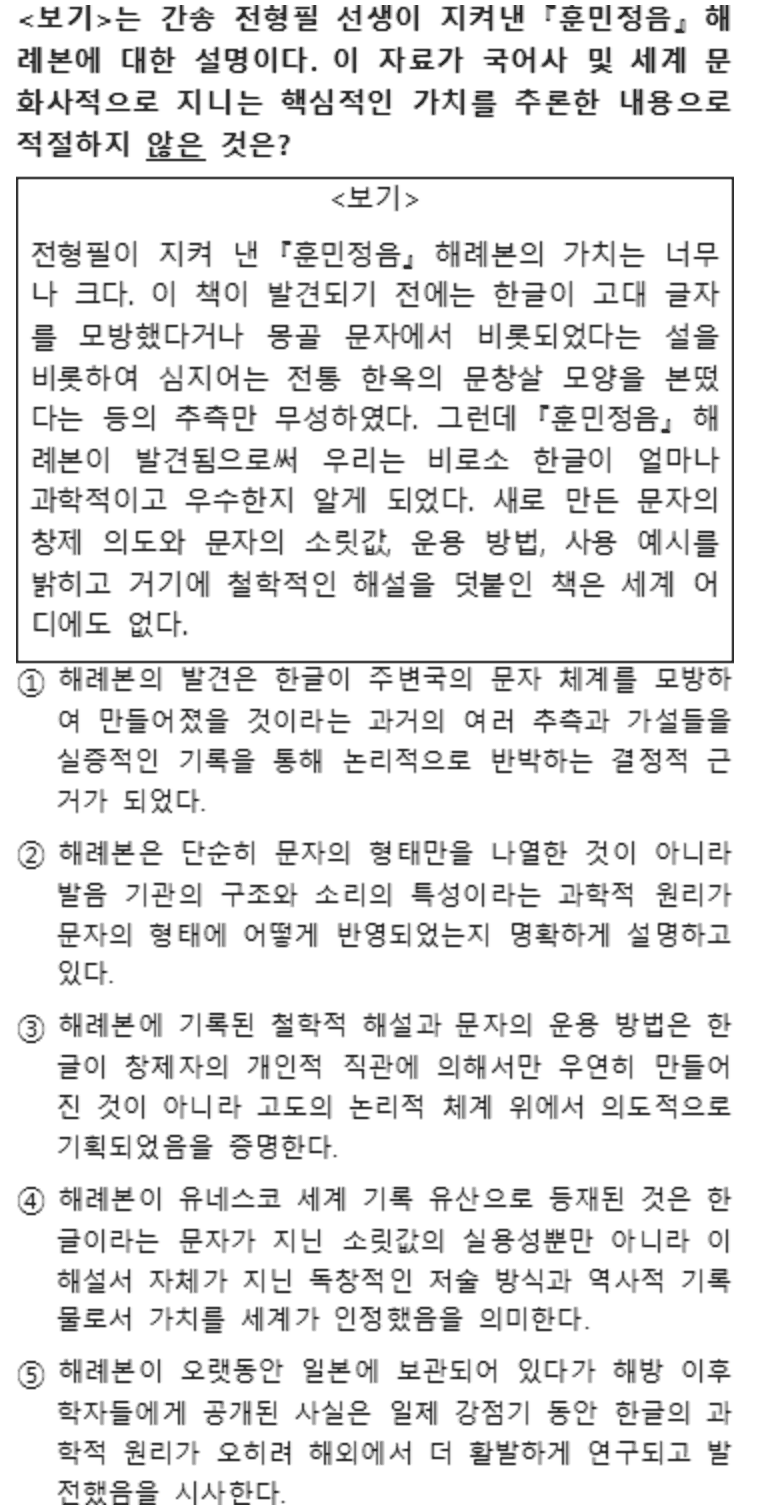 <보기>는 간송 전형필 선생이 지켜낸 『훈민정음』 해
례본에 대한 설명이다. 이 자료가 국어사 및 세계 문
화사적으로 지니는 핵심적인 가치를 추론한 내용으로
적절하지 않은 것은?
<보기>
전형필이 지켜 낸 『훈민정음』 해례본의 가치는 너무
나 크다. 이 책이 발견되기 전에는 한글이 고대 글자
를 모방했다거나 몽골 문자에서 비롯되었다는 설을
비롯하여 심지어는 전통 한옥의 문창살 모양을 본떴
다는 등의 추측만 무성하였다. 그런데 『훈민정음』 해
례본이 발견됨으로써 우리는 비로소 한글이 얼마나
과학적이고 우수한지 알게 되었다. 새로 만든 문자의
창제 의도와 문자의 소릿값, 운용 방법, 사용 예시를
밝히고 거기에 철학적인 해설을 덧붙인 책은 세계 어
디에도 없다.
① 해례본의 발견은 한글이 주변국의 문자 체계를 모방하
여 만들어졌을 것이라는 과거의 여러 추측과 가설들을
실증적인 기록을 통해 논리적으로 반박하는 결정적 근
거가 되었다.
② 해례본은 단순히 문자의 형태만을 나열한 것이 아니라
발음 기관의 구조와 소리의 특성이라는 과학적 원리가
문자의 형태에 어떻게 반영되었는지 명확하게 설명하고
있다.
③ 해례본에 기록된 철학적 해설과 문자의 운용 방법은 한
글이 창제자의 개인적 직관에 의해서만 우연히 만들어
진 것이 아니라 고도의 논리적 체계 위에서 의도적으로
기획되었음을 증명한다.
④ 해례본이 유네스코 세계 기록 유산으로 등재된 것은 한
글이라는 문자가 지닌 소릿값의 실용성뿐만 아니라 이
해설서 자체가 지닌 독창적인 저술 방식과 역사적 기록
물로서 가치를 세계가 인정했음을 의미한다.
⑤ 해례본이 오랫동안 일본에 보관되어 있다가 해방 이후
학자들에게 공개된 사실은 일제 강점기 동안 한글의 과
학적 원리가 오히려 해외에서 더 활발하게 연구되고 발
전했음을 시사한다.